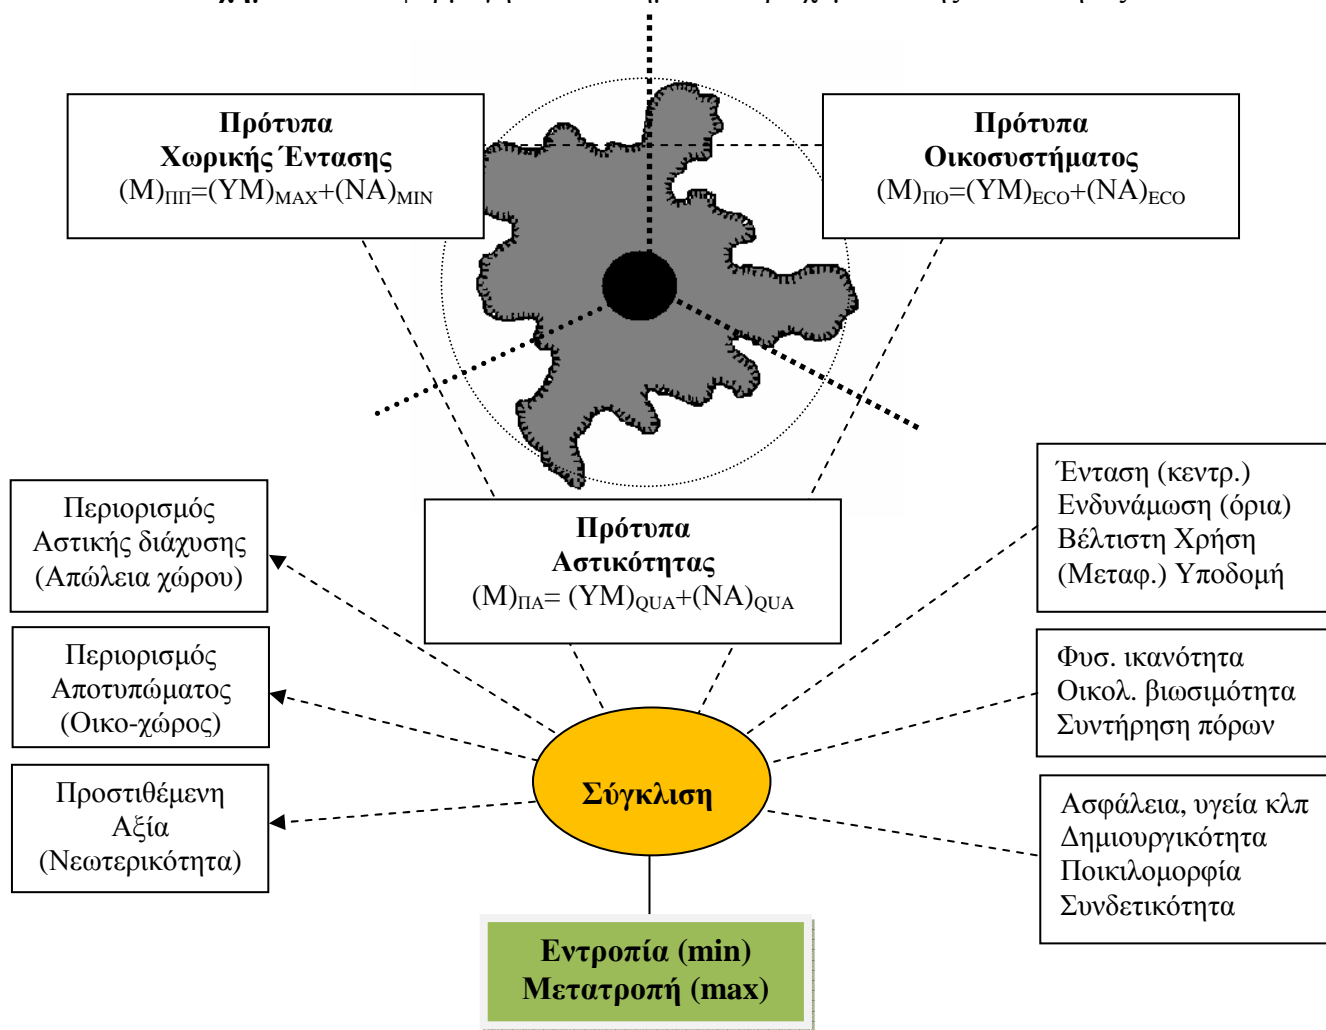 Πρότυπα
Χωρικής Έντασης
(Μ)ΠΠ=(ΥΜ)MAX+(ΝΑ)MIN
Πρότυπα
Οικοσυστήματος
(Μ)ΠΟ=(ΥΜ)ECO+(ΝΑ)ECO
Πρότυπα
Αστικότητας
(Μ)ΠΑ= (ΥΜ)QUA+(ΝΑ)QUA
Περιορισμός
Αστικής διάχυσης
(Απώλεια χώρου)
Περιορισμός
Αποτυπώματος
(Οικο-χώρος)
Προστιθέμενη
Αξία
(Νεωτερικότητα)
Ένταση (κεντρ.)
Ενδυνάμωση (όρια)
Βέλτιστη Χρήση
(Μεταφ.) Υποδομή
Φυσ. ικανότητα
Οικολ. βιωσιμότητα
Συντήρηση πόρων
Ασφάλεια, υγεία κλπ
Δημιουργικότητα
Ποικιλομορφία
Συνδετικότητα
Σύγκλιση
Εντροπία (min)
Μετατροπή (max)